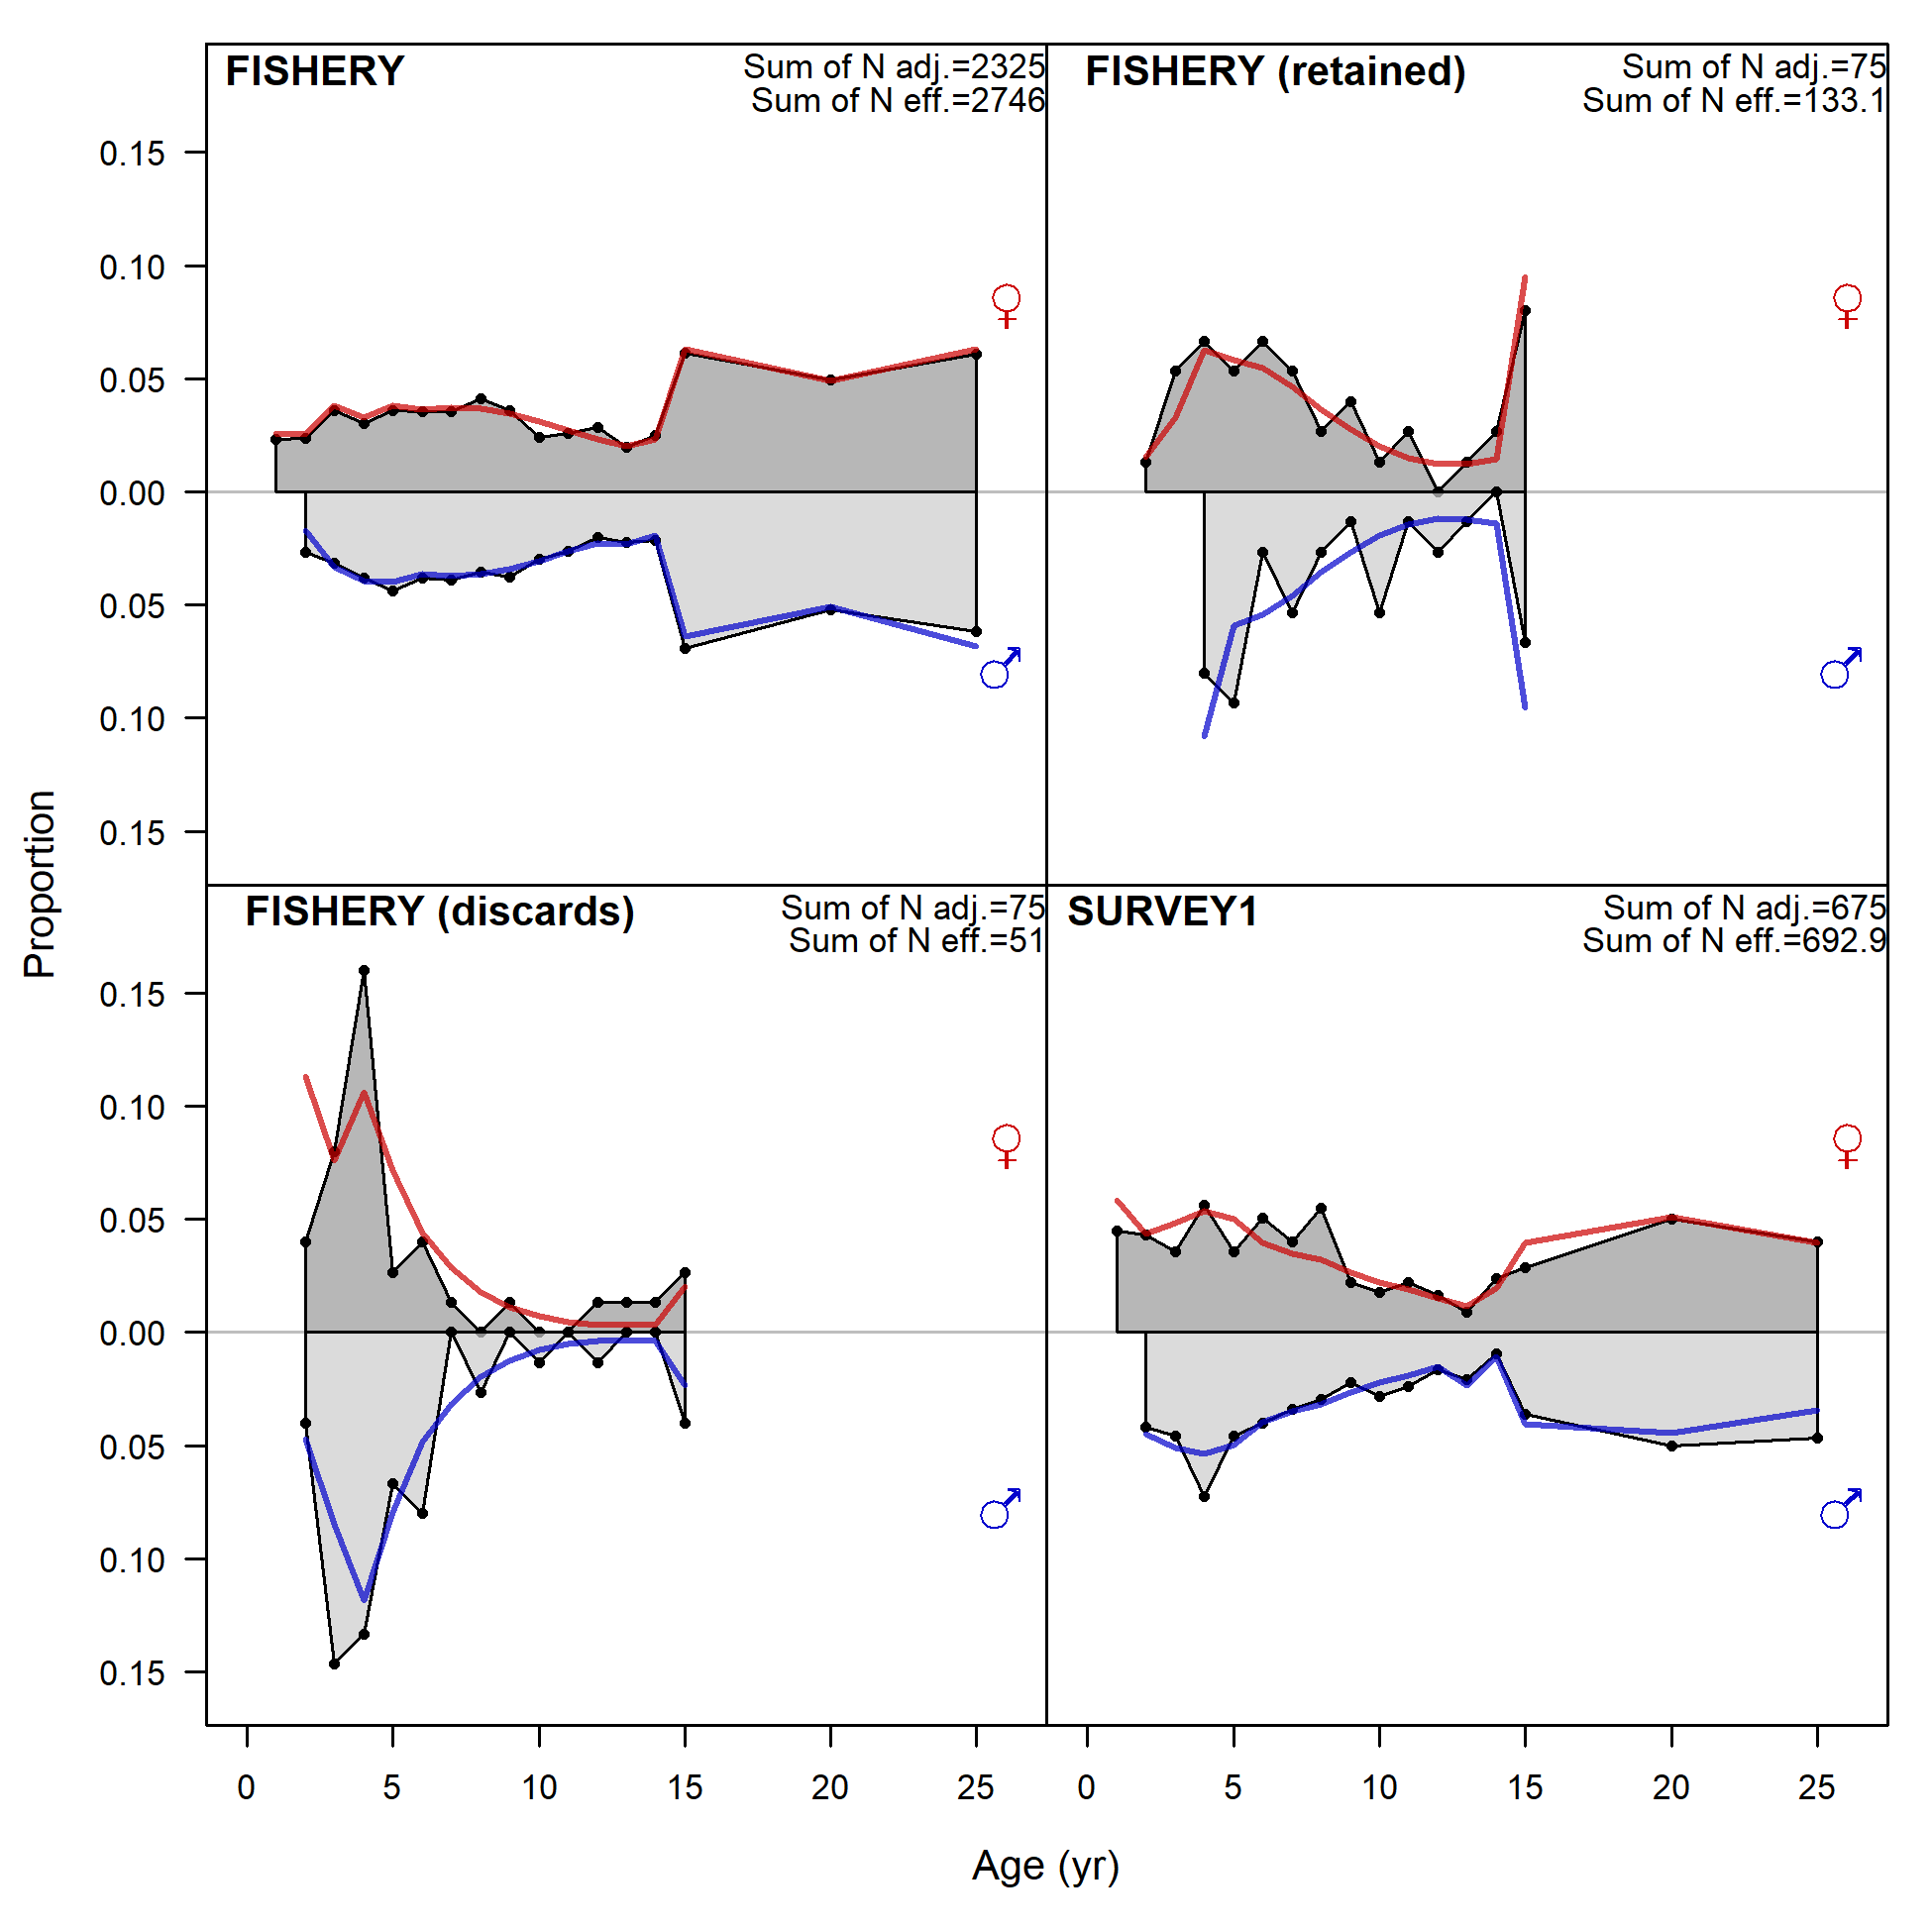 FISHERY
Sum of N adj.=2325
Sum of N eff.=2746
FISHERY (retained)
Sum of N adj.=75
Sum of N eff.=133.1
0.15
0.10
0.05
0.00
0.05
0.10
0.15
♀
♂
♀
♂
Proportion
FISHERY (discards)
Sum of N adj.=75
Sum of N eff.=51
SURVEY1
Sum of N adj.=675
Sum of N eff.=692.9
0.15
0.10
0.05
0.00
0.05
0.10
0.15
♀
♂
♀
♂
0 5 10 15 20 25
0 5 10 15 20 25
Age (yr)